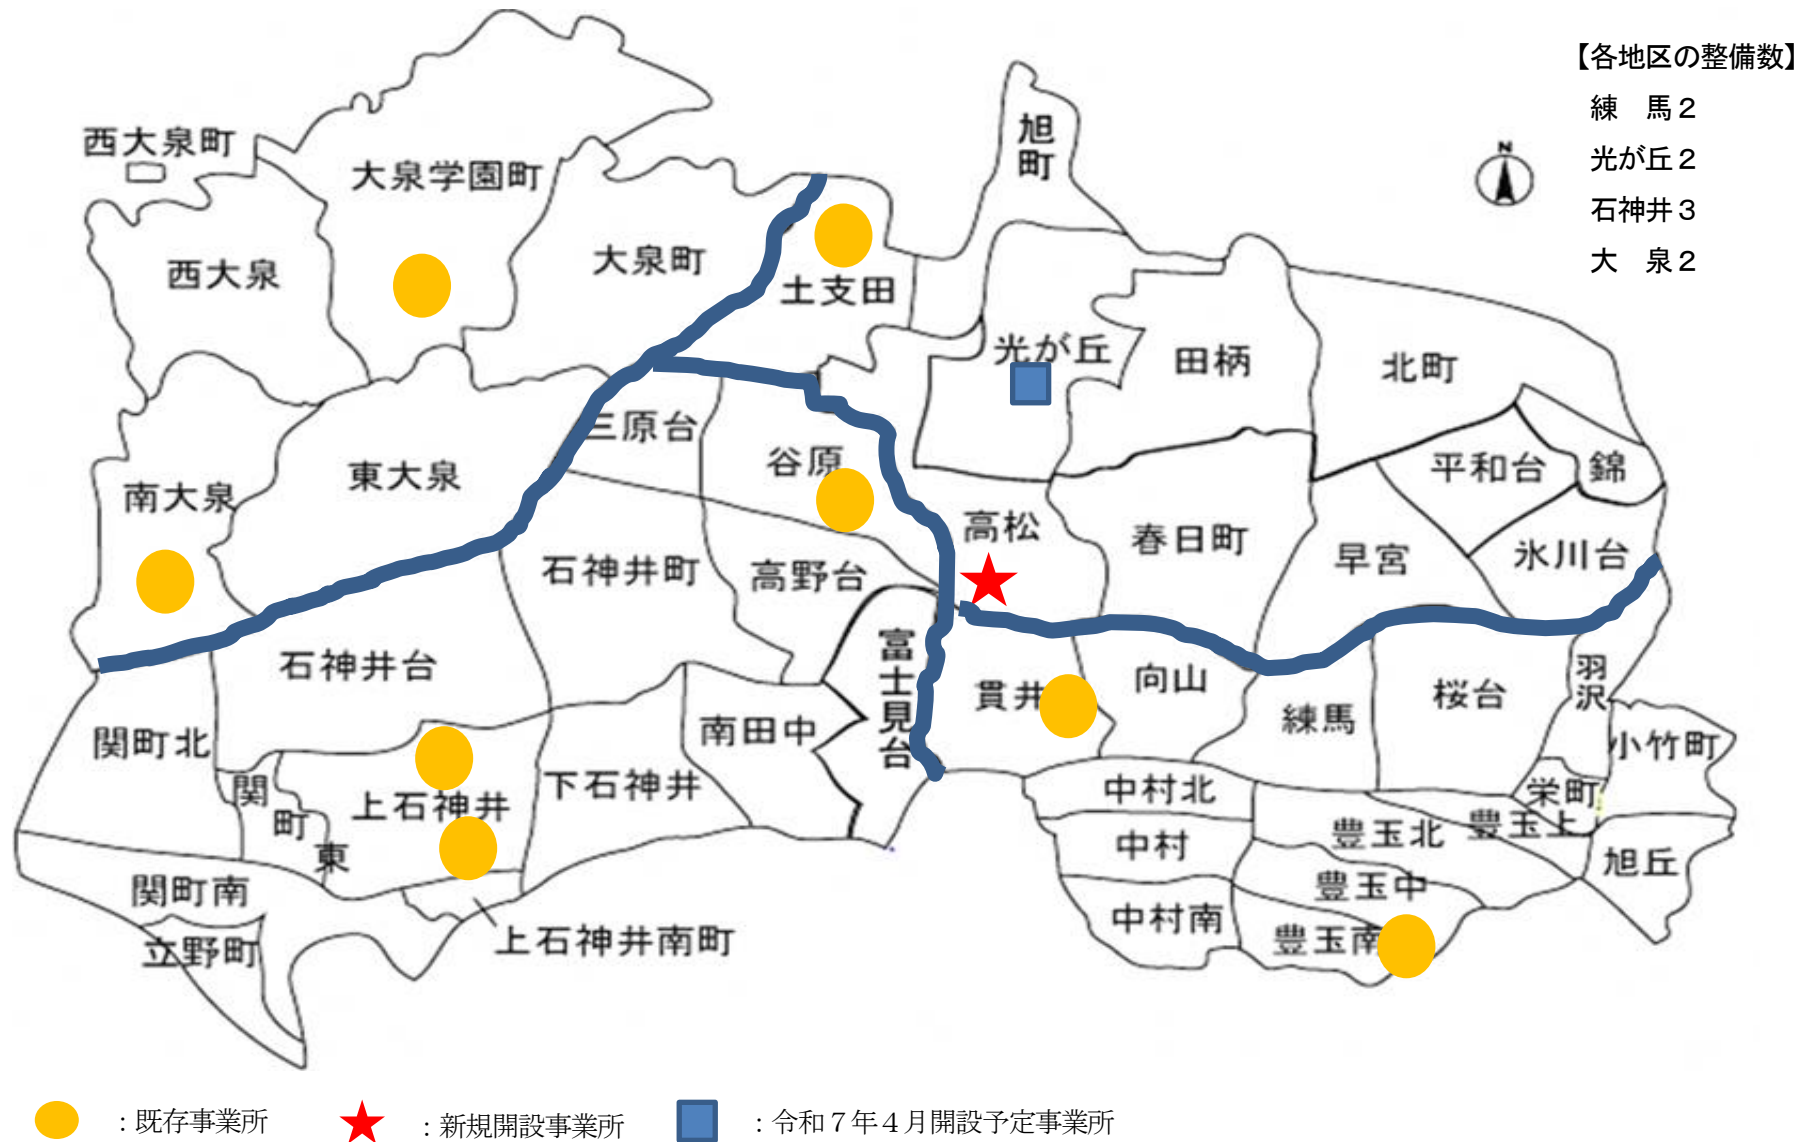 【各地区の整備数】
練　馬２
光が丘２
石神井３
大　泉２
N
旭町
西大泉町
大泉学園町
大泉町
西大泉
土支田
光が丘
田柄
北町
三原台
谷原
平和台
錦
東大泉
南大泉
高松
春日町
早宮
氷川台
石神井町
高野台
富士見台
石神井台
貫井
向山
練馬
桜台
羽沢
関町北
南田中
小竹町
関町東
上石神井
下石神井
中村北
栄町
豊玉上
豊玉北
中村
旭丘
関町南
豊玉中
中村南
豊玉南
立野町
上石神井南町
：既存事業所
：新規開設事業所
：令和７年４月開設予定事業所